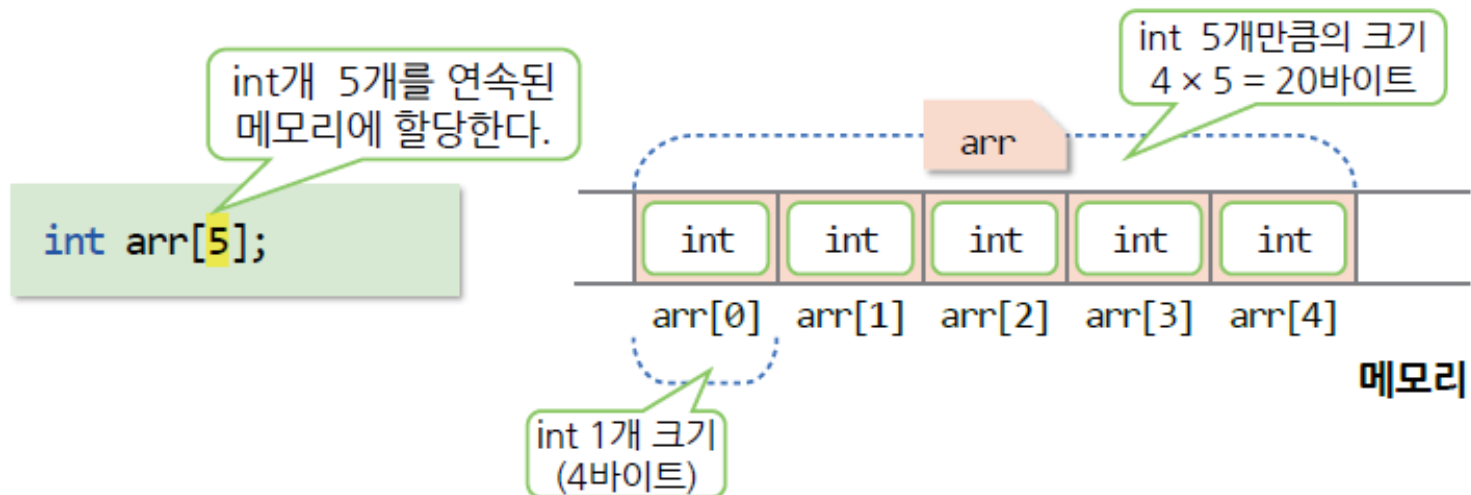 int개 5개를 연속된
메모리에 할당한다.
int arr[5];
int 5개만큼의 크기
4 × 5 = 20바이트
arr
int int int int int
arr[0] arr[1] arr[2] arr[3] arr[4]
메모리
int 1개 크기
(4바이트)